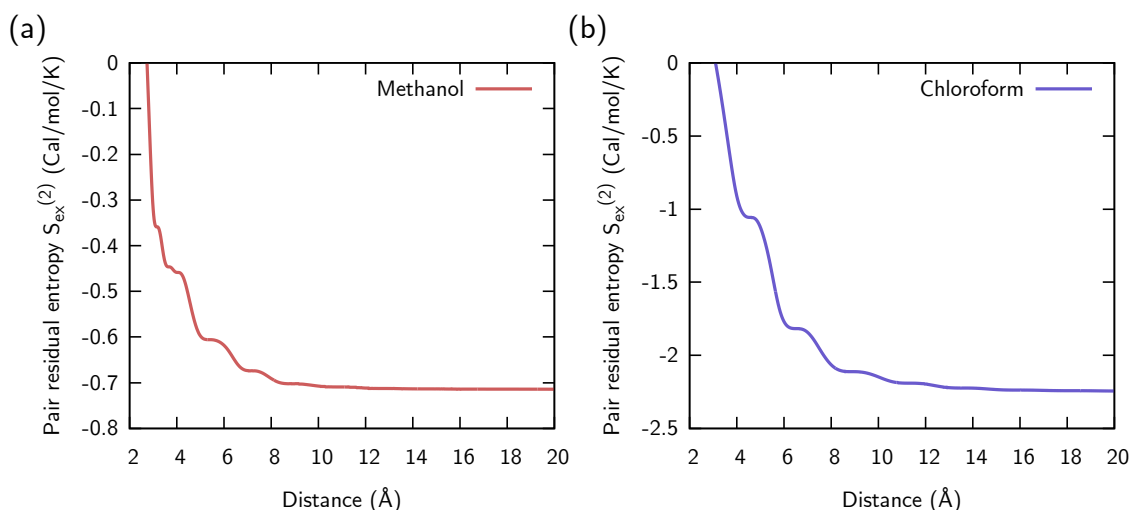 (a)
Pair residual entropy S_ex^(2) (Cal/mol/K)
0
-0.1
-0.2
-0.3
-0.4
-0.5
-0.6
-0.7
-0.8
Methanol
2 4 6 8 10 12 14 16 18 20
Distance (Å)
(b)
Pair residual entropy S_ex^(2) (Cal/mol/K)
0
-0.5
-1
-1.5
-2
-2.5
Chloroform
2 4 6 8 10 12 14 16 18 20
Distance (Å)